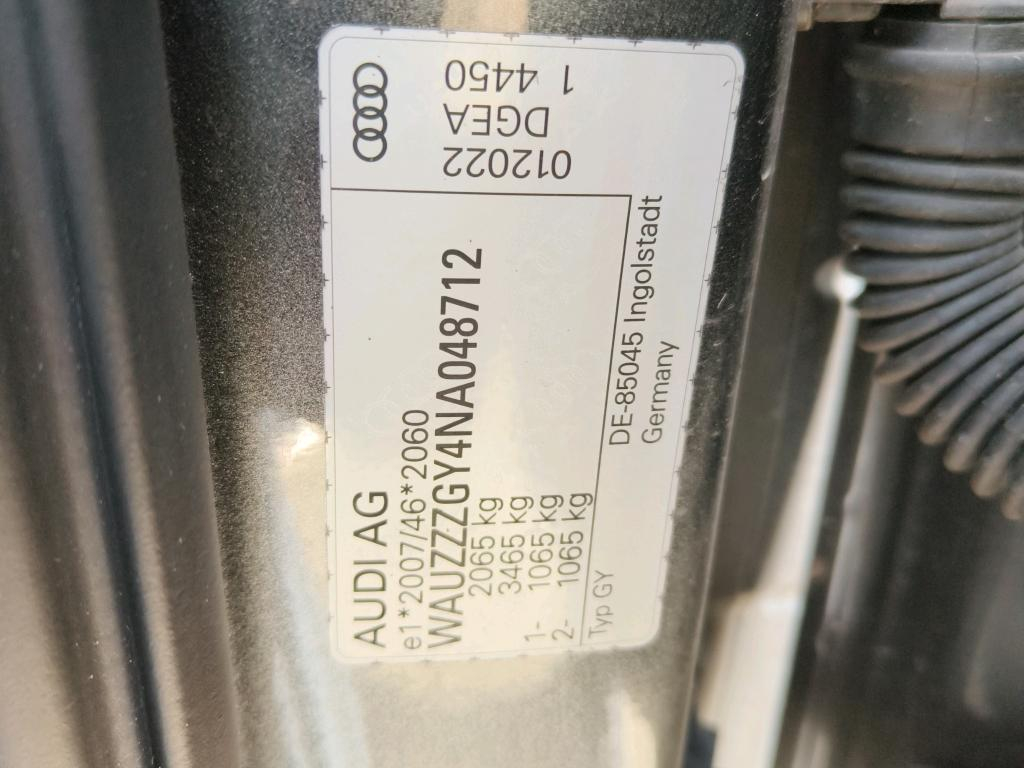 AUDI AG
e1*2007/46*2060
WAUZZZGY4NA048712
2065 kg
3465 kg
1- 1065 kg
2- 1065 kg
Typ GY
DE-85045 Ingolstadt
Germany
012022
DGEA
1 4450